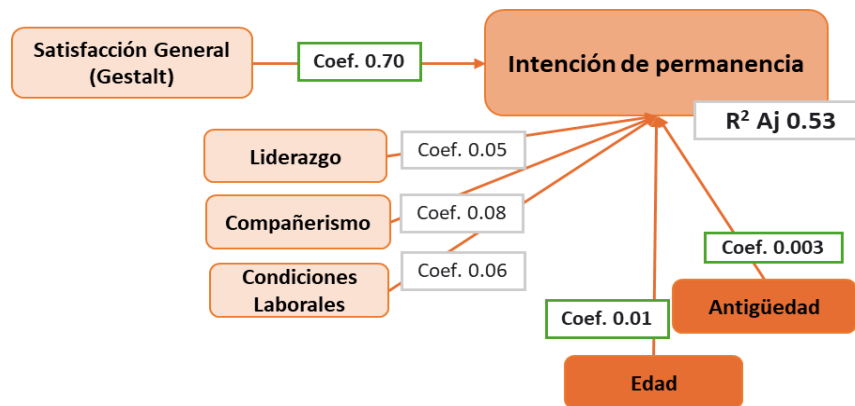 Satisfacción General
(Gestalt)
Coef. 0.70
Intención de permanencia
R² Aj 0.53
Liderazgo
Coef. 0.05
Compañerismo
Coef. 0.08
Condiciones
Laborales
Coef. 0.06
Coef. 0.003
Antigüedad
Coef. 0.01
Edad